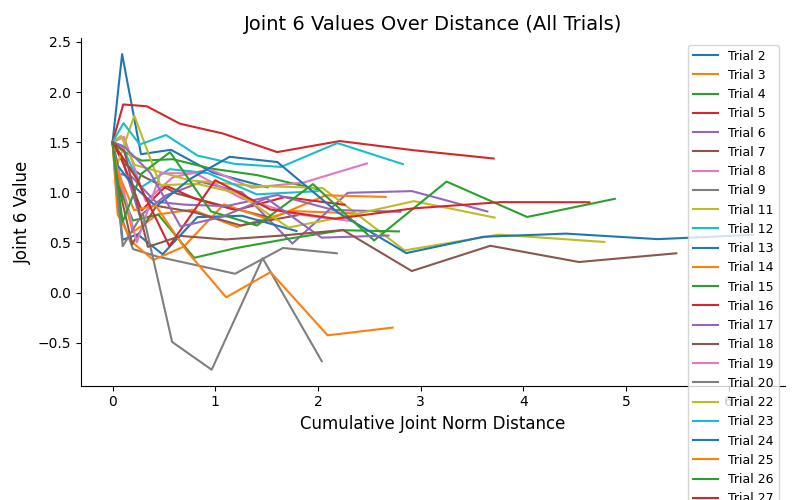 Joint 6 Values Over Distance (All Trials)
2.5
2.0
1.5
1.0
0.5
0.0
−0.5
Joint 6 Value
0 1 2 3 4 5
Cumulative Joint Norm Distance
Trial 2
Trial 3
Trial 4
Trial 5
Trial 6
Trial 7
Trial 8
Trial 9
Trial 11
Trial 12
Trial 13
Trial 14
Trial 15
Trial 16
Trial 17
Trial 18
Trial 19
Trial 20
Trial 22
Trial 23
Trial 24
Trial 25
Trial 26
Trial 27